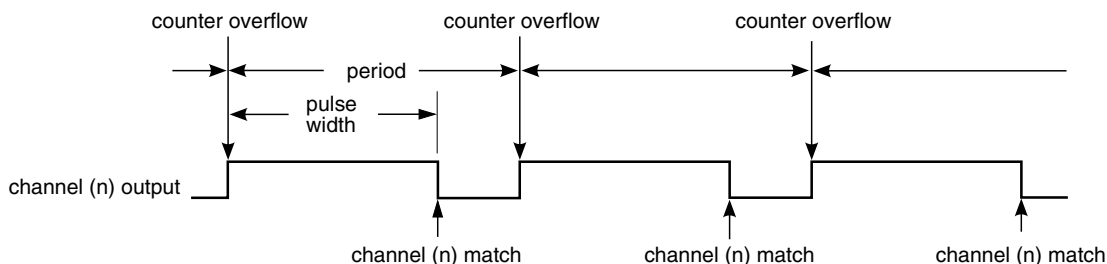 counter overflow
counter overflow
counter overflow
period
pulse
width
channel (n) output
channel (n) match
channel (n) match
channel (n) match